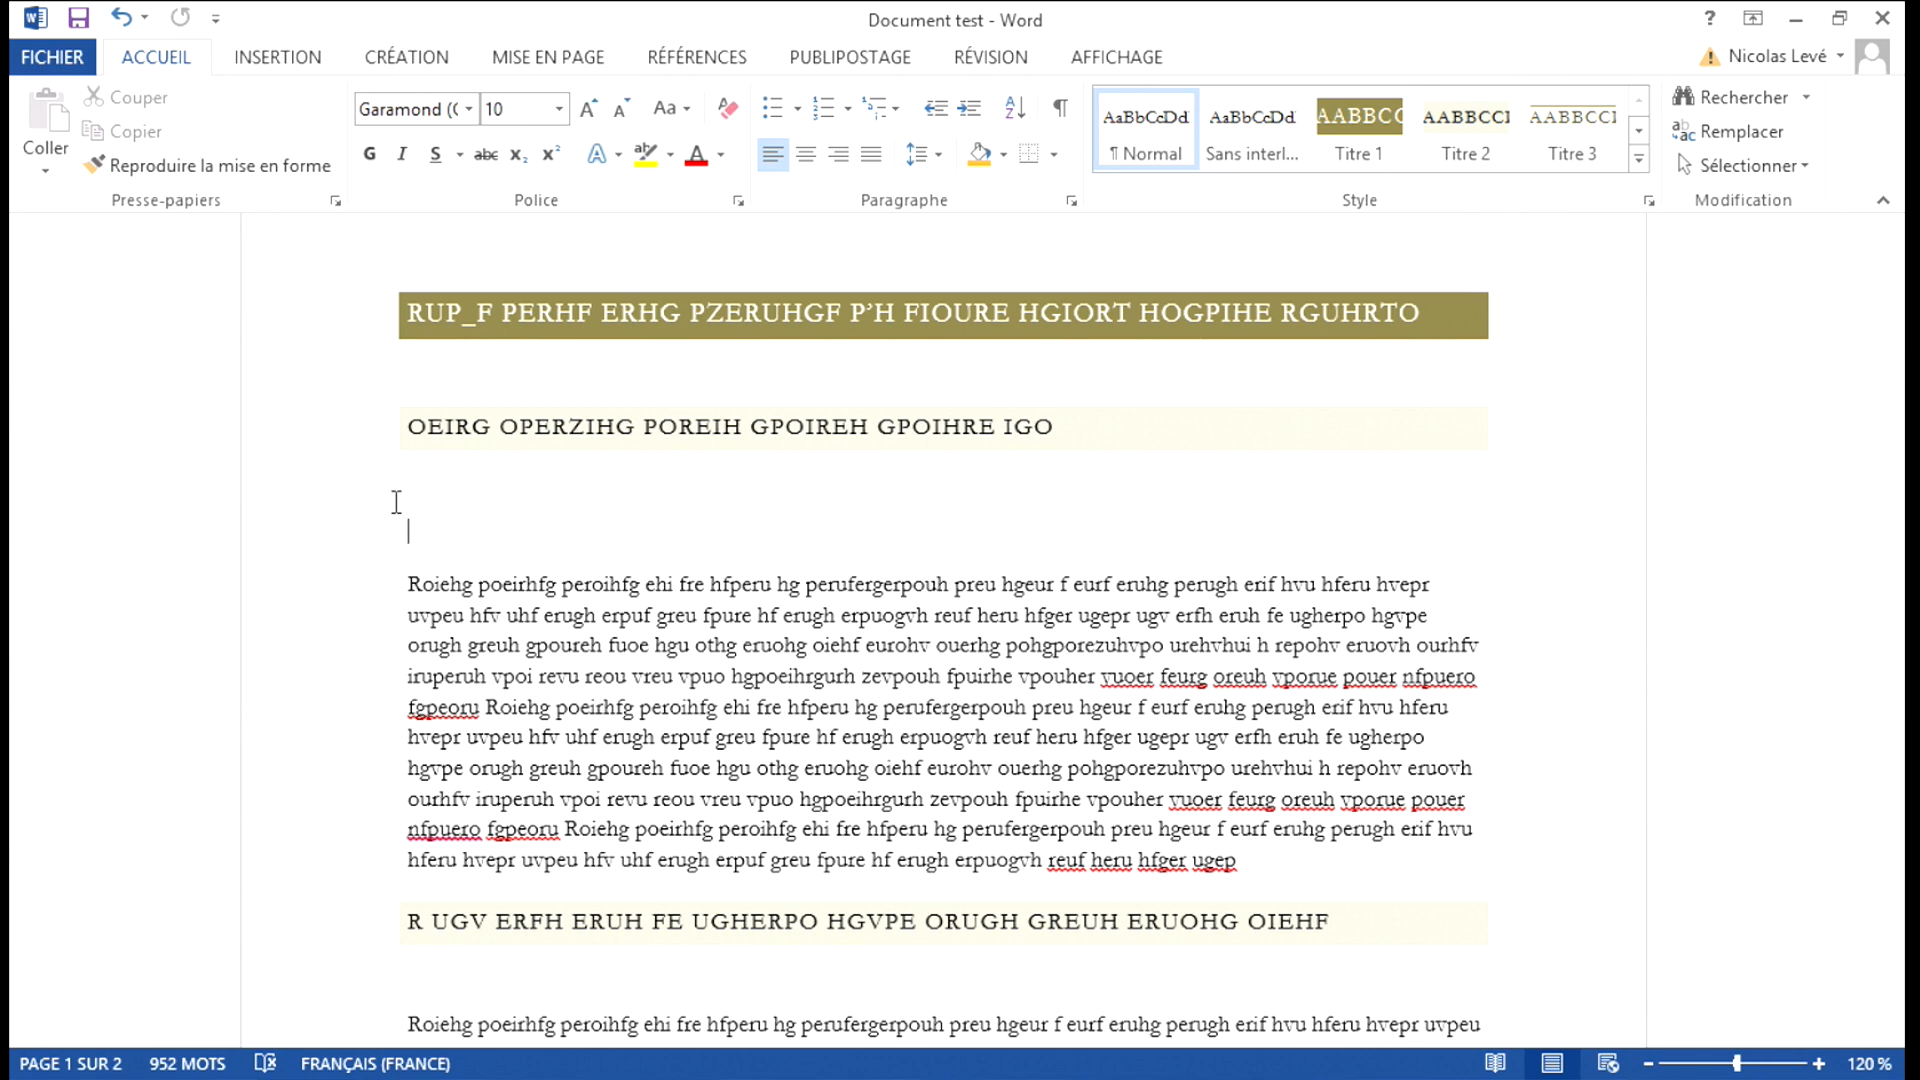 Document test - Word
?
FICHIER
ACCUEIL
INSERTION
CRÉATION
MISE EN PAGE
RÉFÉRENCES
PUBLIPOSTAGE
RÉVISION
AFFICHAGE
Nicolas Levé
Coller
Couper
Copier
Reproduire la mise en forme
Presse-papiers
Garamond (C
10
Aa
G I S abc X₂ X²
Police
Paragraphe
AaBbCcDd
AaBbCcDd
AABBCC
AABBCCI
AABBCCI
¶ Normal
Sans interl...
Titre 1
Titre 2
Titre 3
Style
Rechercher
Remplacer
Sélectionner
Modification
RUP_F PERHF ERHG PZERUHGF P’H FIOURE HGIORT HOGPIHE RGUHRTO
OEIRG OPERZIHG POREIH GPOIREH GPOIHRE IGO
Roiehg poeirhfg peroihfg ehi fre hfperu hg perufergerpouh preu hgeur f eurf eruhg perugh erif hvu hferu hvepr
uvpeu hfv uhf erugh erpuf greu fpure hf erugh erpuogvh reuf heru hfger ugepr ugv erfh eruh fe ugherpo hgvpe
orugh greuh gpoureh fuoe hgu othg eruohg oiehf eurohv ouerhg pohgporezuhvpo urehvhui h repohv eruovh ourhfv
iruperuh vpoi revu reou vreu vpuo hgpoeihrgurh zevpouh fpuirhe vpouher vuoer feurg oreuh vporue pouer nfpuero
fgpeoru Roiehg poeirhfg peroihfg ehi fre hfperu hg perufergerpouh preu hgeur f eurf eruhg perugh erif hvu hferu
hvepr uvpeu hfv uhf erugh erpuf greu fpure hf erugh erpuogvh reuf heru hfger ugepr ugv erfh eruh fe ugherpo
hgvpe orugh greuh gpoureh fuoe hgu othg eruohg oiehf eurohv ouerhg pohgporezuhvpo urehvhui h repohv eruovh
ourhfv iruperuh vpoi revu reou vreu vpuo hgpoeihrgurh zevpouh fpuirhe vpouher vuoer feurg oreuh vporue pouer
nfpuero fgpeoru Roiehg poeirhfg peroihfg ehi fre hfperu hg perufergerpouh preu hgeur f eurf eruhg perugh erif hvu
hferu hvepr uvpeu hfv uhf erugh erpuf greu fpure hf erugh erpuogvh reuf heru hfger ugep
R UGV ERFH ERUH FE UGHERPO HGVPE ORUGH GREUH ERUOHG OIEHF
Roiehg poeirhfg peroihfg ehi fre hfperu hg perufergerpouh preu hgeur f eurf eruhg perugh erif hvu hferu hvepr uvpeu
PAGE 1 SUR 2
952 MOTS
FRANÇAIS (FRANCE)
120 %